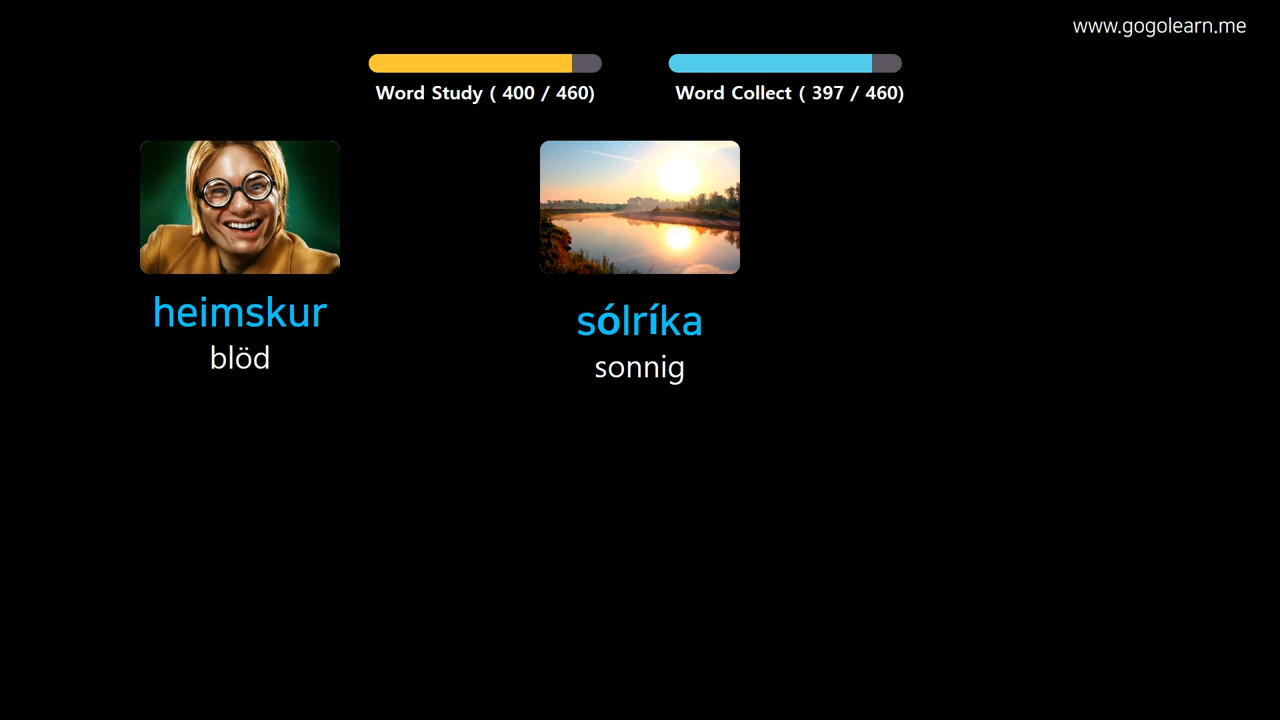 www.gogolearn.me
Word Study ( 400 / 460)
Word Collect ( 397 / 460)
heimskur
blöd
sólríka
sonnig